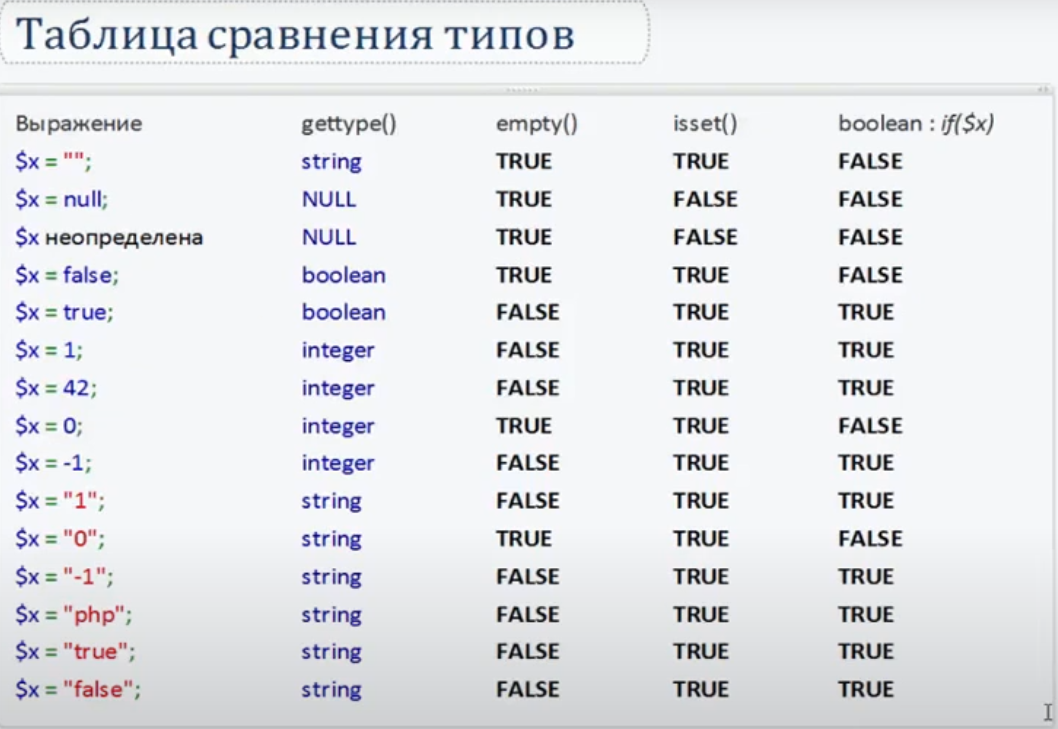 Таблица сравнения типов
Выражение gettype() empty() isset() boolean : if($x)
$x = ""; string TRUE TRUE FALSE
$x = null; NULL TRUE FALSE FALSE
$x неопределена NULL TRUE FALSE FALSE
$x = false; boolean TRUE TRUE FALSE
$x = true; boolean FALSE TRUE TRUE
$x = 1; integer FALSE TRUE TRUE
$x = 42; integer FALSE TRUE TRUE
$x = 0; integer TRUE TRUE FALSE
$x = -1; integer FALSE TRUE TRUE
$x = "1"; string FALSE TRUE TRUE
$x = "0"; string TRUE TRUE FALSE
$x = "-1"; string FALSE TRUE TRUE
$x = "php"; string FALSE TRUE TRUE
$x = "true"; string FALSE TRUE TRUE
$x = "false"; string FALSE TRUE TRUE